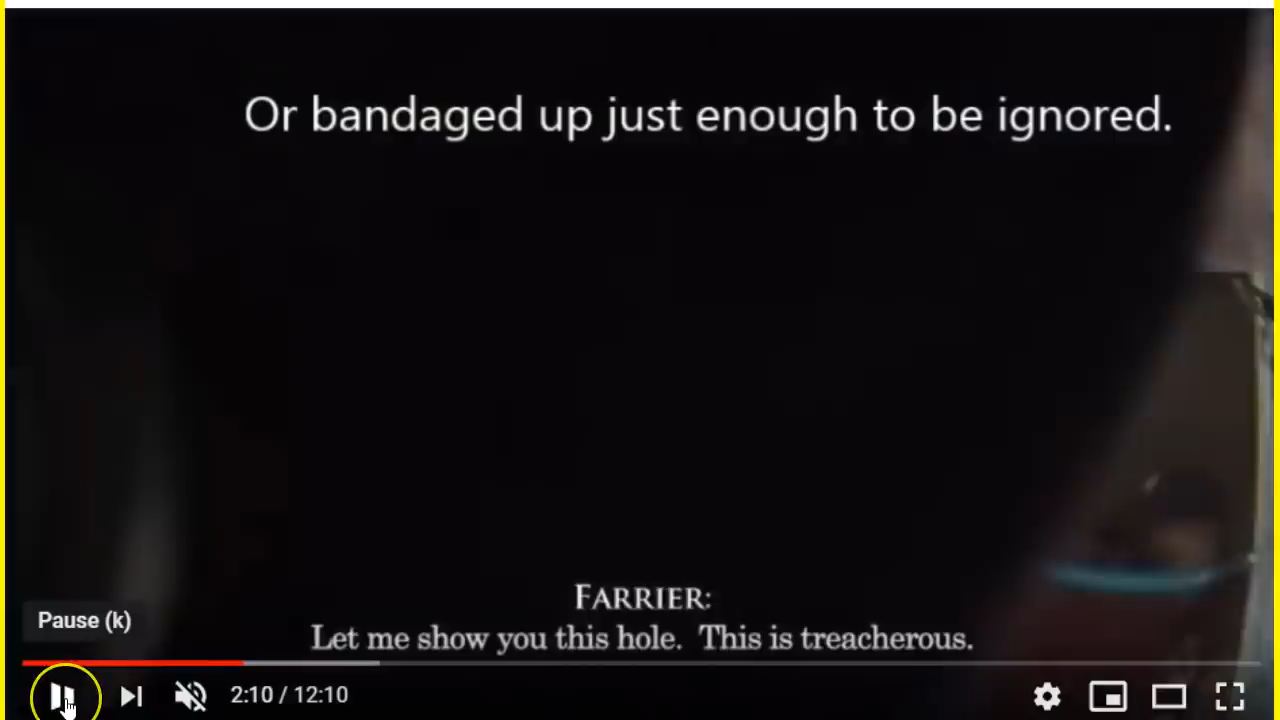 Or bandaged up just enough to be ignored.
FARRIER:
Let me show you this hole. This is treacherous.
Pause (k)
2:10 / 12:10